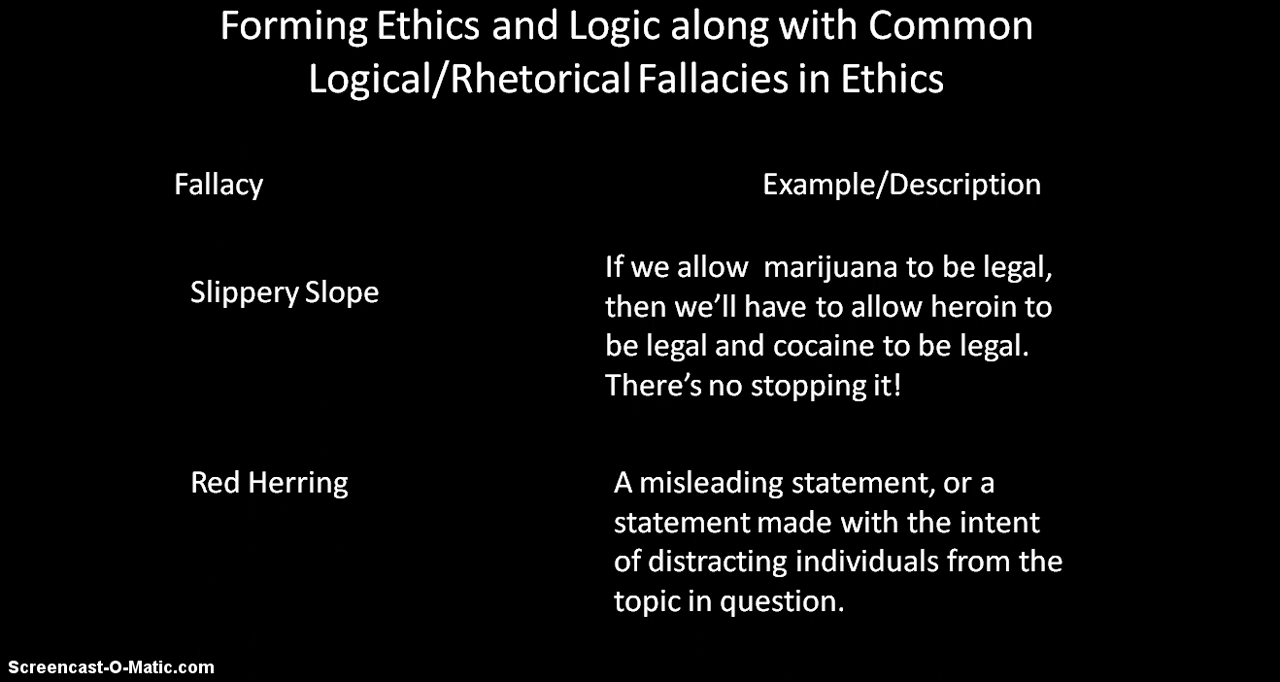 Forming Ethics and Logic along with Common
Logical/Rhetorical Fallacies in Ethics
Fallacy
Example/Description
Slippery Slope
If we allow  marijuana to be legal,
then we’ll have to allow heroin to
be legal and cocaine to be legal.
There’s no stopping it!
Red Herring
A misleading statement, or a
statement made with the intent
of distracting individuals from the
topic in question.
Screencast-O-Matic.com